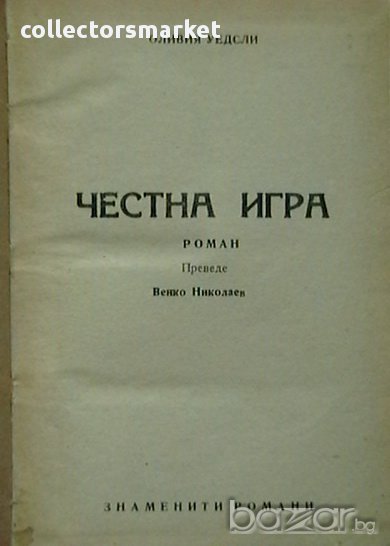 collectorsmarket
ОЛИВИЯ УЕДСЛИ
ЧЕСТНА ИГРА
РОМАН
Преведе
Венко Николаев
ЗНАМЕНИТИ РОМАНИ
bazar.bg